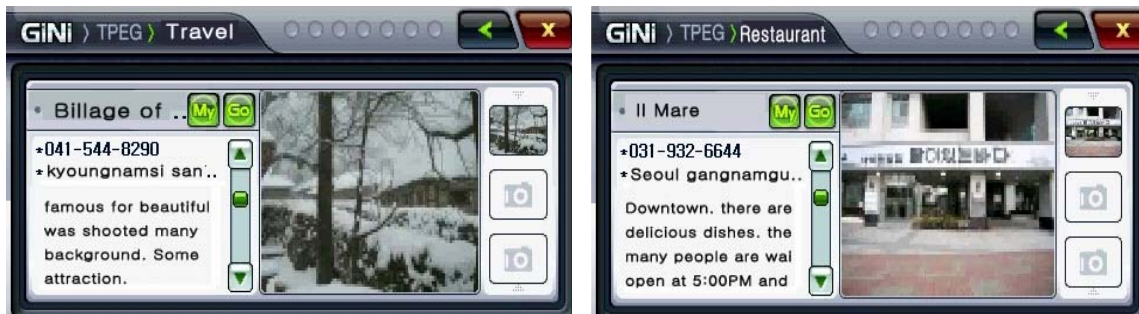 GiNi > TPEG > Travel
x
• Billage of .. My Go
*041-544-8290
*kyoungnamsi san'..
famous for beautiful
was shooted many
background. Some
attraction.
GiNi > TPEG > Restaurant
x
• Il Mare My Go
*031-932-6644
*Seoul gangnamgu..
Downtown. there are
delicious dishes. the
many people are wai
open at 5:00PM and